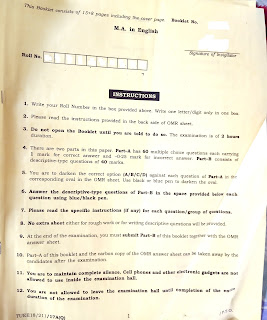 This Booklet consists of 15+9 pages including the cover page. Booklet No.
M.A. in English
Signature of Invigilator
Roll No.
INSTRUCTIONS
1. Write your Roll Number in the box provided above. Write one letter/digit only in one box.
2. Please read the instructions provided in the back side of OMR sheet.
3. Do not open the Booklet until you are told to do so. The examination is of 2 hours
duration.
4. There are two parts in this paper. Part-A has 60 multiple choice questions each carrying
mark for correct answer and for incorrect answer. Part-B consists of
descriptive-type questions of 40 marks.
5. You are to darken the correct option (A/B/C/D) against each question of Part-A in the
corresponding oval in the OMR sheet. Use black or blue pen to darken the oval.
6. Answer the descriptive-type questions of Part-B in the space provided below each
question using blue/black pen.
7. Please read the specific instructions (if any) for each question/group of questions.
8. No extra sheet either for rough work or for writing descriptive questions will be provided.
9. At the end of the examination, you must submit Part-B of this booklet together with the OMR
answer sheet.
10. Part-A of this booklet and the carbon copy of the OMR answer sheet can be taken away by the
candidate after the examination.
11. You are to maintain complete silence. Cell phones and other electronic gadgets are not
allowed to use inside the examination hall.
12. You are not allowed to leave the examination hall until completion of the entire
duration of the examination.
P.T.O.